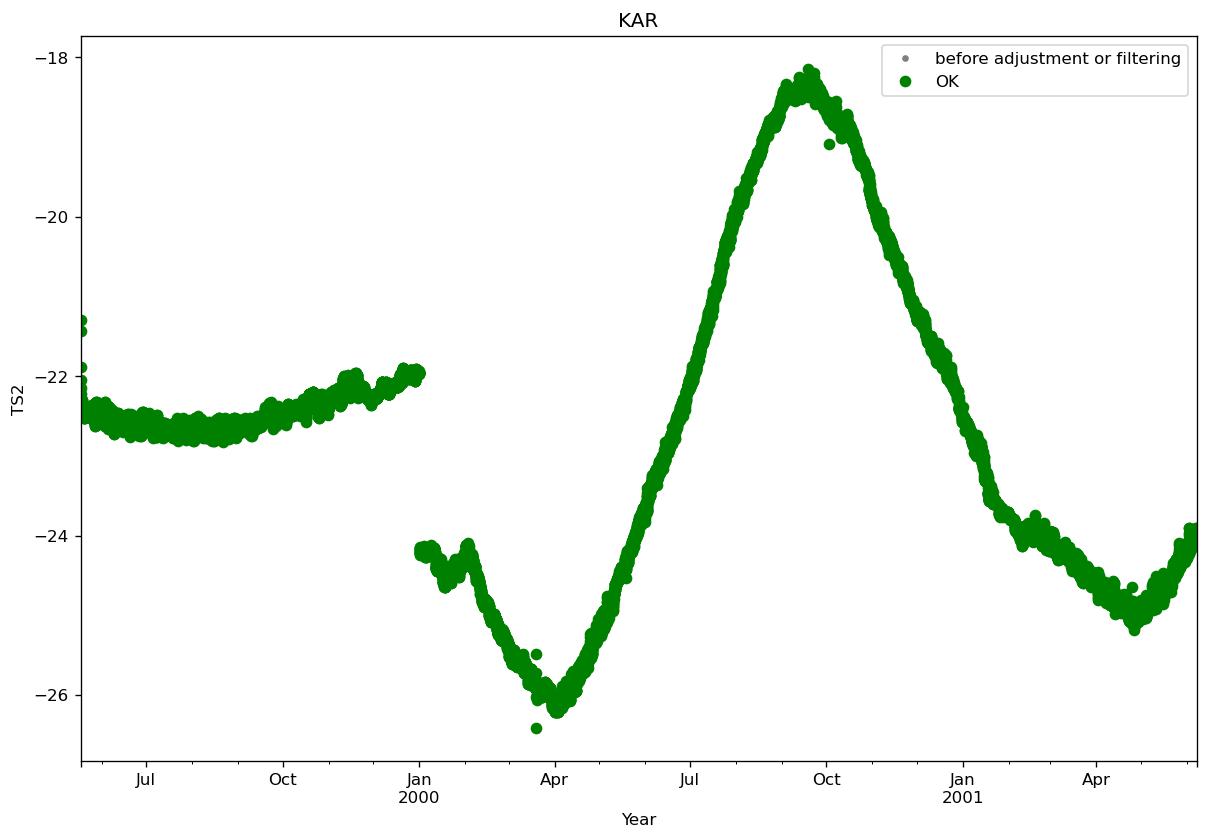 KAR
before adjustment or filtering
OK
TS2
−18
−20
−22
−24
−26
Jul
Oct
Jan
2000
Apr
Jul
Oct
Jan
2001
Apr
Year